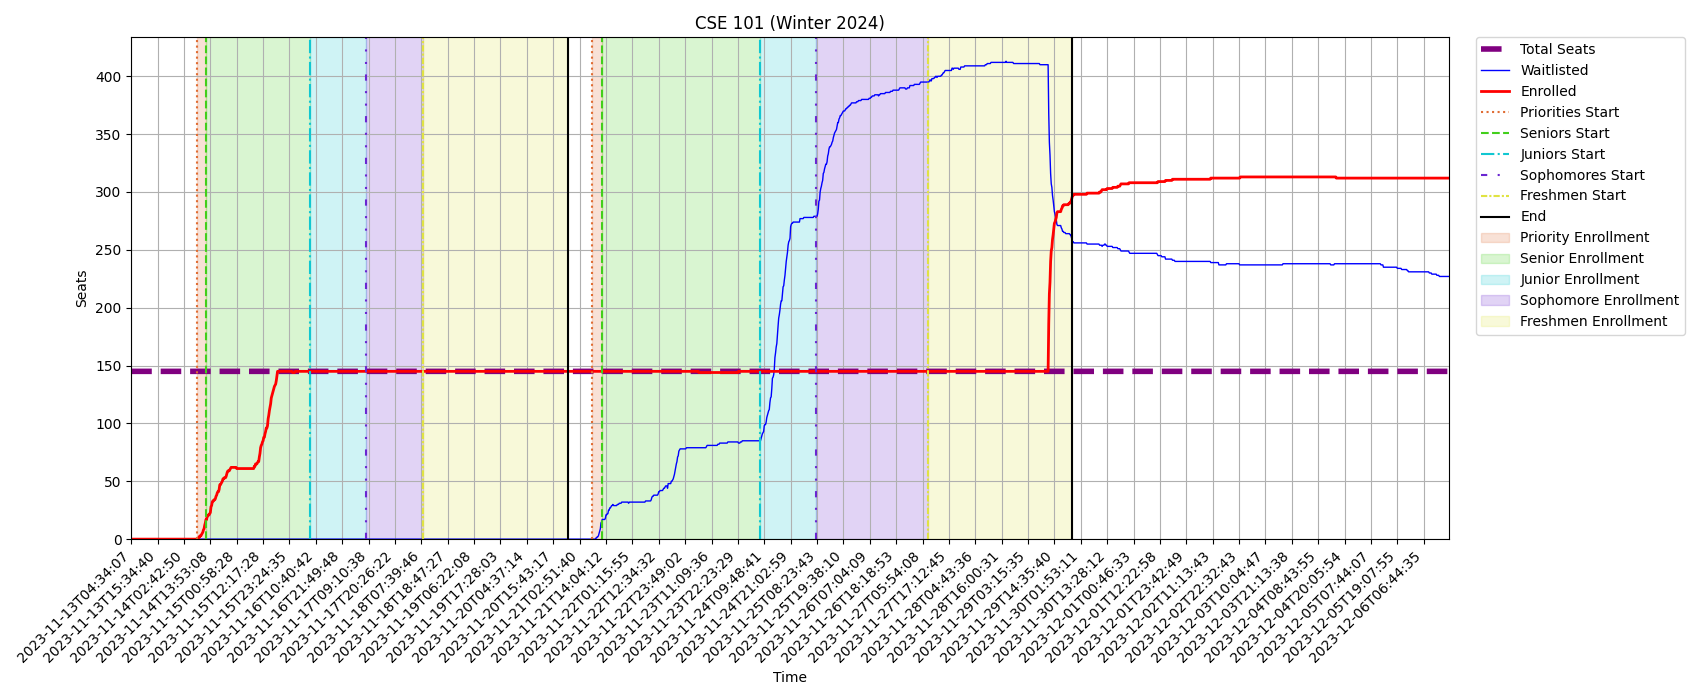 CSE 101 (Winter 2024)
Seats
400
350
300
250
200
150
100
50
0
2023-11-13T04:34:07
2023-11-13T15:34:40
2023-11-14T02:42:50
2023-11-14T13:53:08
2023-11-15T00:58:28
2023-11-15T12:17:28
2023-11-15T23:24:35
2023-11-16T10:40:42
2023-11-16T21:49:48
2023-11-17T09:10:38
2023-11-17T20:26:22
2023-11-18T07:39:46
2023-11-18T18:47:27
2023-11-19T06:22:08
2023-11-19T17:28:03
2023-11-20T04:37:14
2023-11-20T15:43:17
2023-11-21T02:51:40
2023-11-21T14:04:12
2023-11-22T01:15:55
2023-11-22T12:34:32
2023-11-22T23:49:02
2023-11-23T11:09:36
2023-11-23T22:23:29
2023-11-24T09:48:41
2023-11-24T21:02:59
2023-11-25T08:23:43
2023-11-25T19:38:10
2023-11-26T07:04:09
2023-11-26T18:18:53
2023-11-27T05:54:08
2023-11-27T17:12:45
2023-11-28T04:43:36
2023-11-28T16:00:31
2023-11-29T03:15:35
2023-11-29T14:35:40
2023-11-30T01:53:11
2023-11-30T13:28:12
2023-12-01T00:46:33
2023-12-01T12:22:58
2023-12-01T23:42:49
2023-12-02T11:13:43
2023-12-02T22:32:43
2023-12-03T10:04:47
2023-12-03T21:13:38
2023-12-04T08:43:55
2023-12-04T20:05:54
2023-12-05T07:44:07
2023-12-05T19:07:55
2023-12-06T06:44:35
Time
Total Seats
Waitlisted
Enrolled
Priorities Start
Seniors Start
Juniors Start
Sophomores Start
Freshmen Start
End
Priority Enrollment
Senior Enrollment
Junior Enrollment
Sophomore Enrollment
Freshmen Enrollment